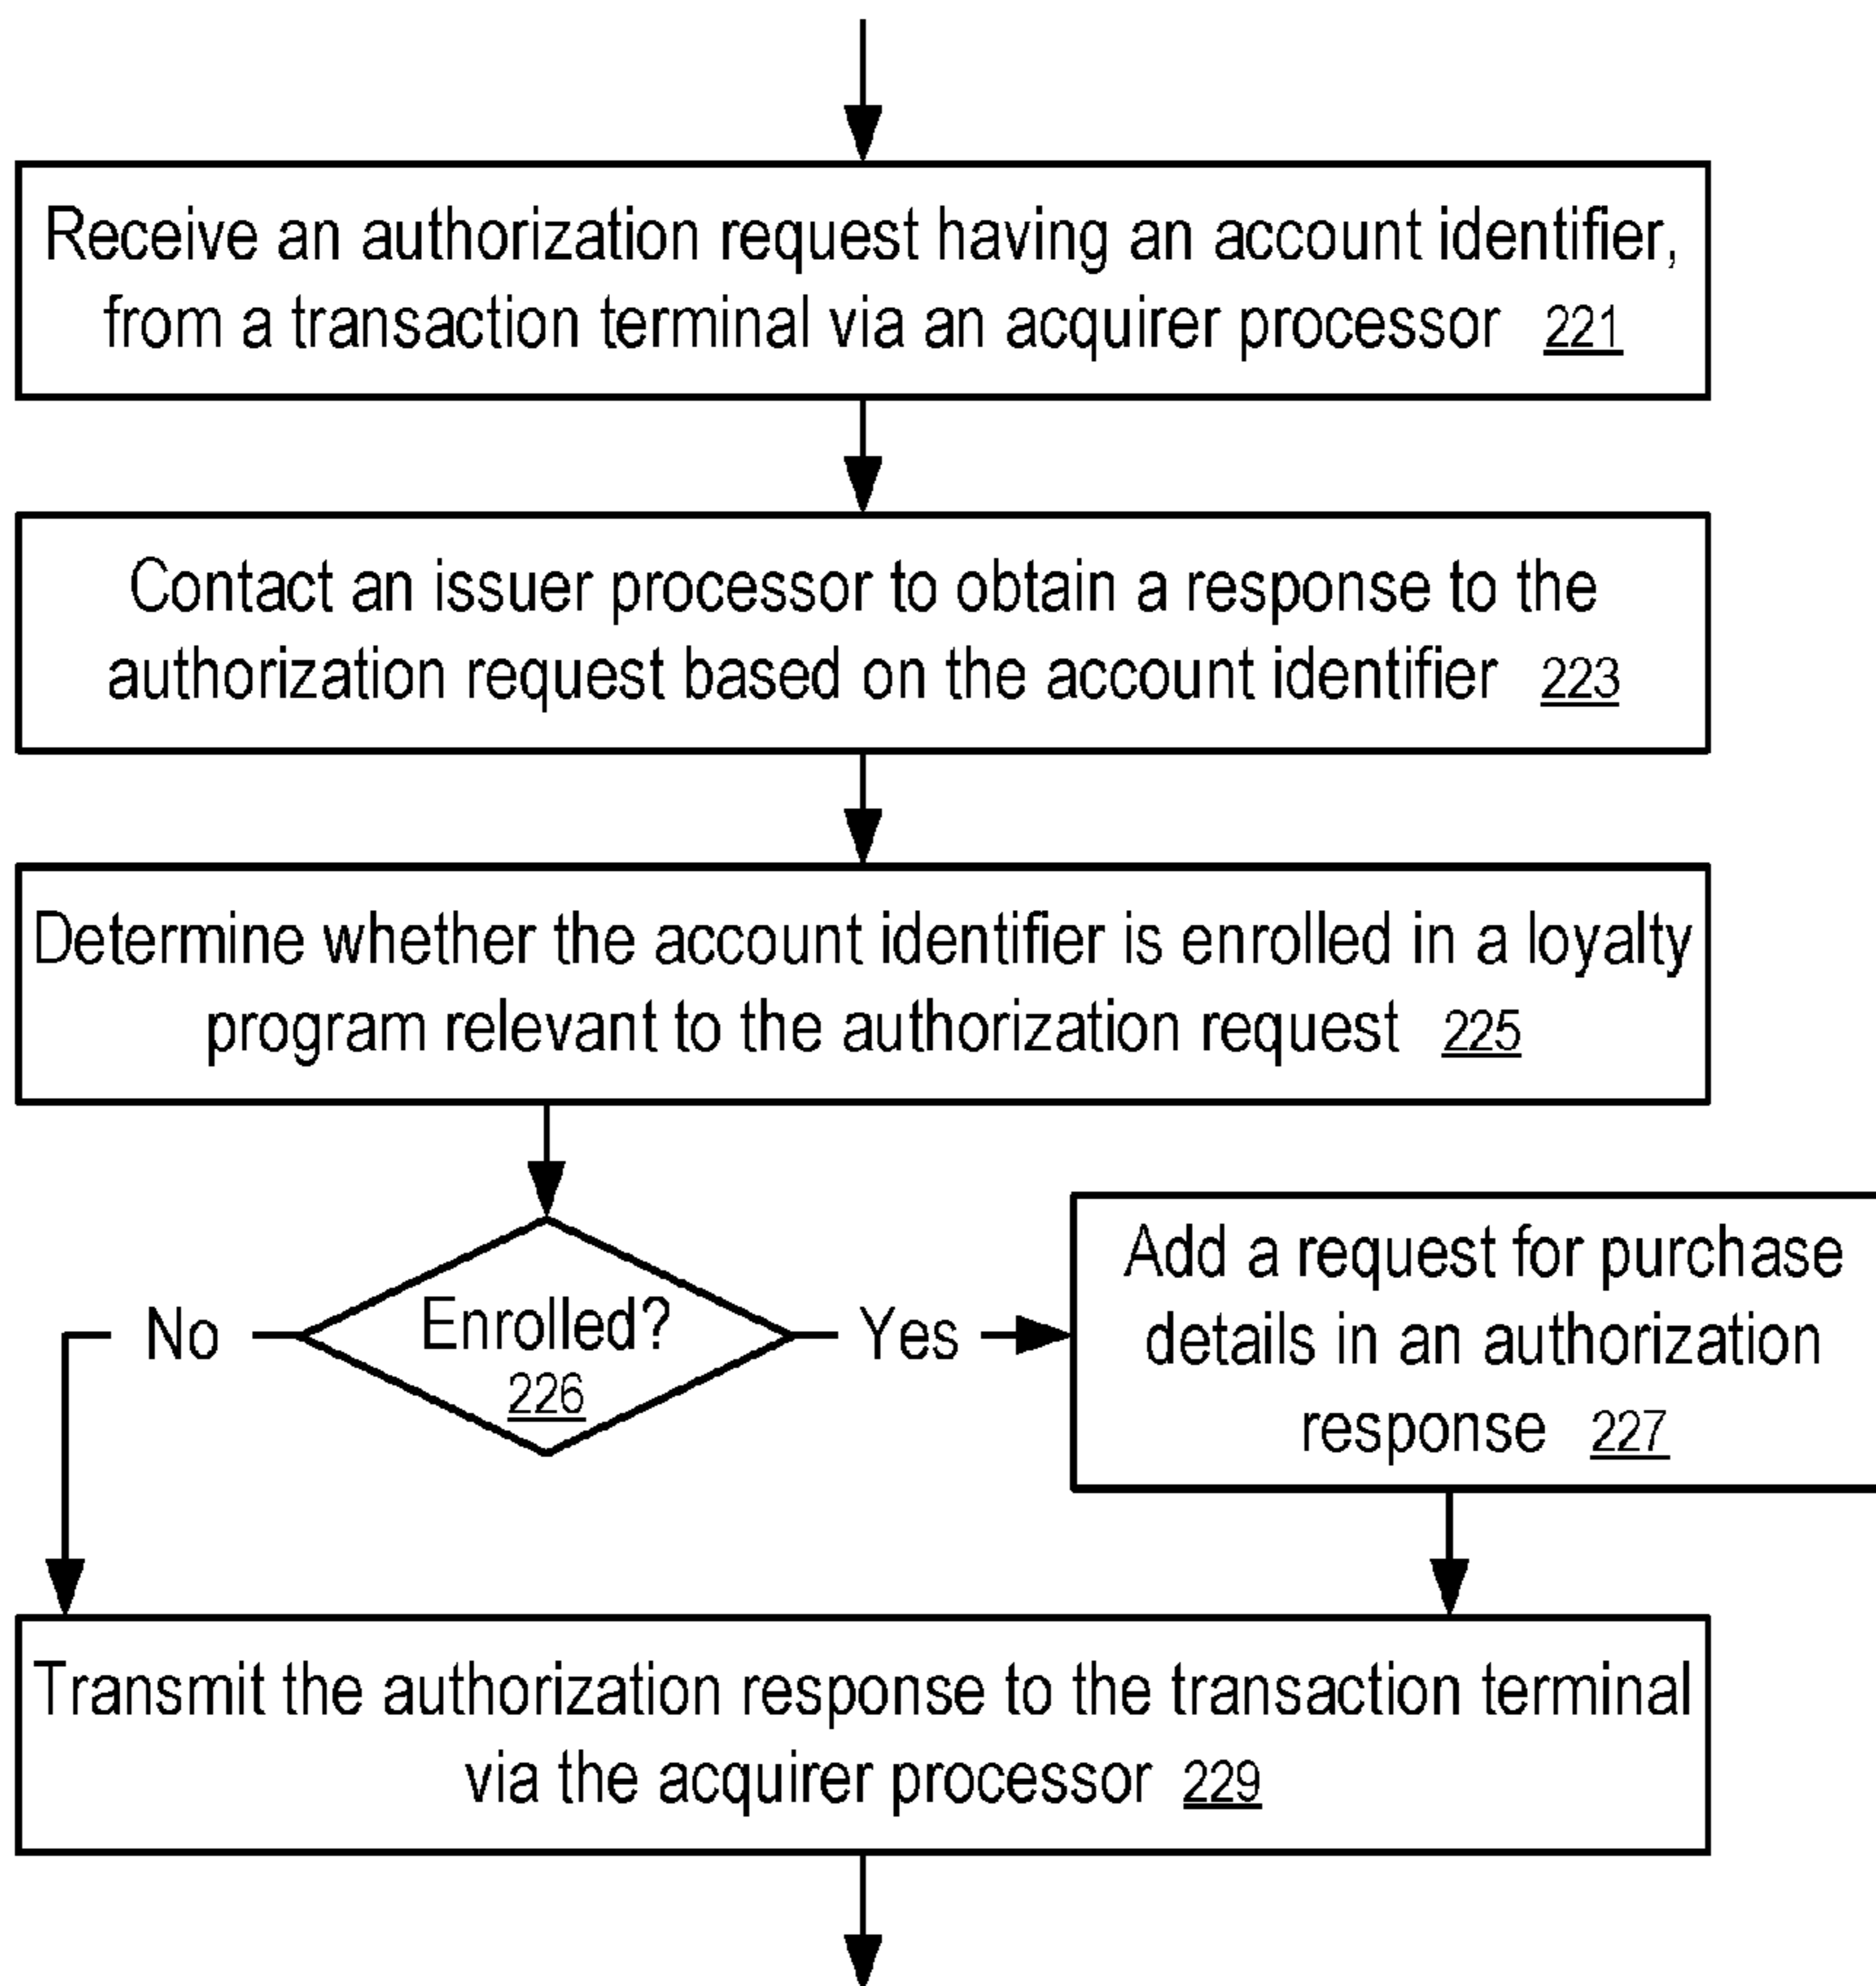 Receive an authorization request having an account identifier,
from a transaction terminal via an acquirer processor 221
Contact an issuer processor to obtain a response to the
authorization request based on the account identifier 223
Determine whether the account identifier is enrolled in a loyalty
program relevant to the authorization request 225
Enrolled?
226
No
Yes
Add a request for purchase
details in an authorization
response 227
Transmit the authorization response to the transaction terminal
via the acquirer processor 229